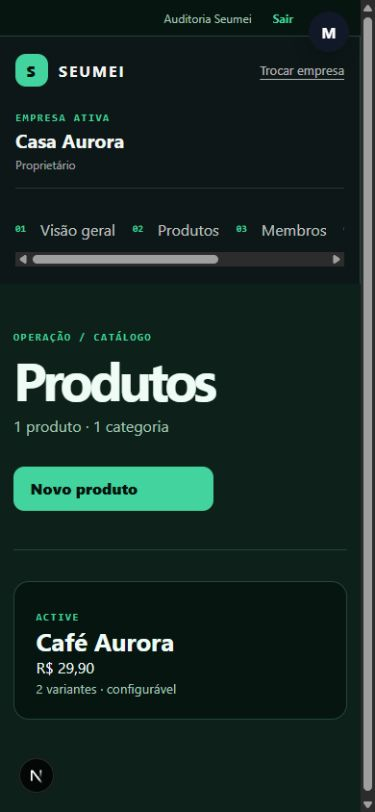 Auditoria Seumei Sair M
S SEUMEI Trocar empresa
EMPRESA ATIVA
Casa Aurora
Proprietário
01 Visão geral 02 Produtos 03 Membros
OPERAÇÃO / CATÁLOGO
Produtos
1 produto · 1 categoria
Novo produto
ACTIVE
Café Aurora
R$ 29,90
2 variantes · configurável
N